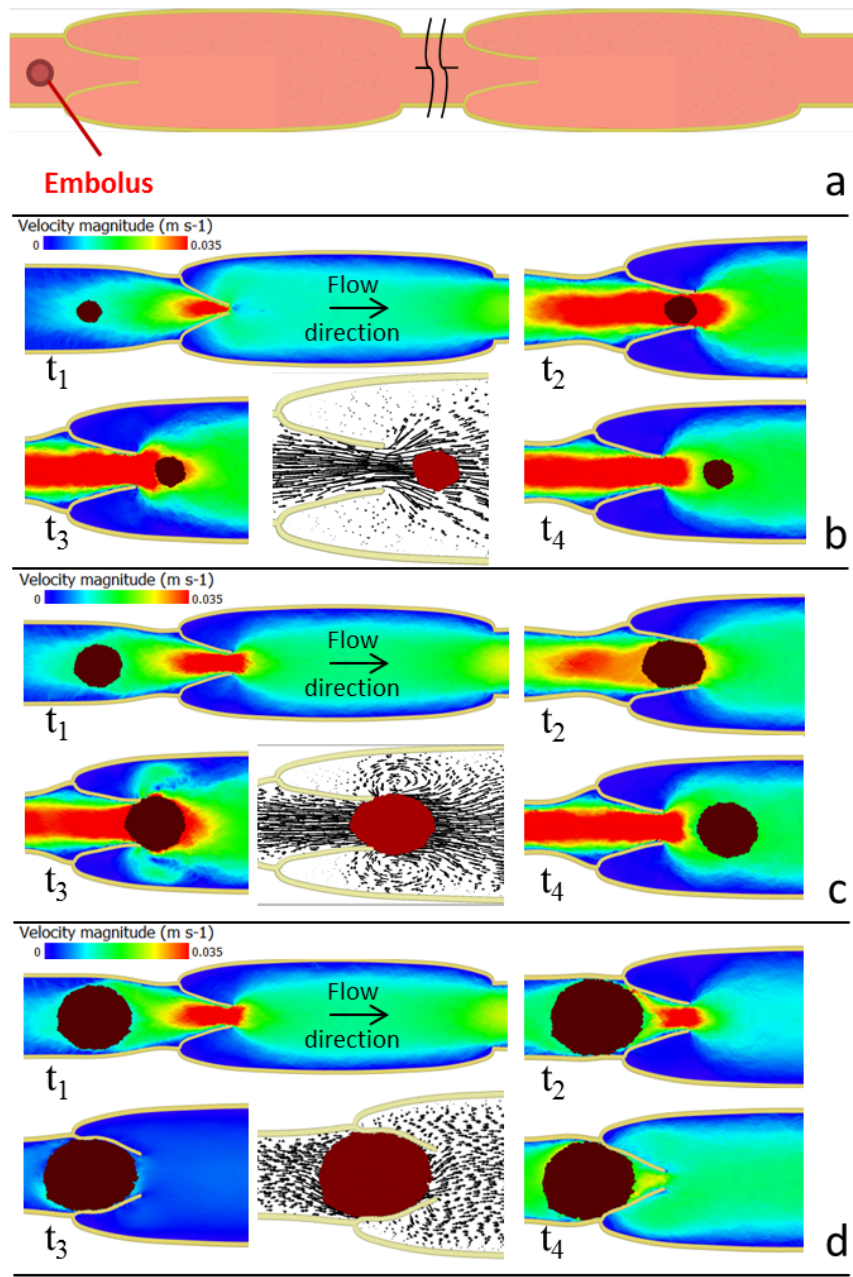 Embolus
a
Velocity magnitude (m s-1)
0 0.035
Flow
direction
t1
t2
t3
t4
b
Velocity magnitude (m s-1)
0 0.035
Flow
direction
t1
t2
t3
t4
c
Velocity magnitude (m s-1)
0 0.035
Flow
direction
t1
t2
t3
t4
d